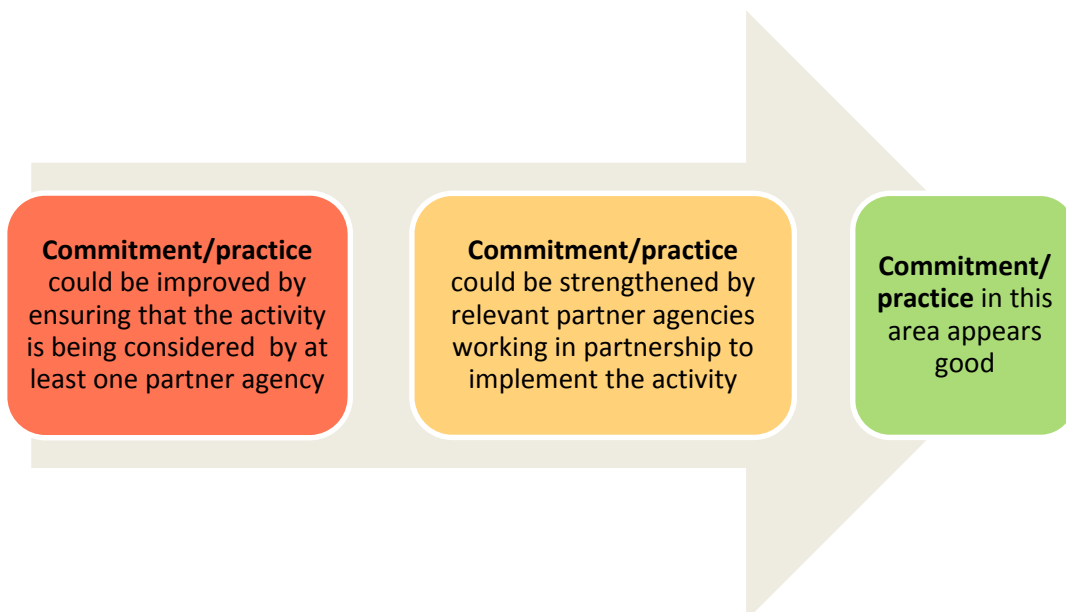 Commitment/practice
could be improved by
ensuring that the activity
is being considered  by at
least one partner agency
Commitment/practice
could be strengthened by
relevant partner agencies
working in partnership to
implement the activity
Commitment/
practice in this
area appears
good